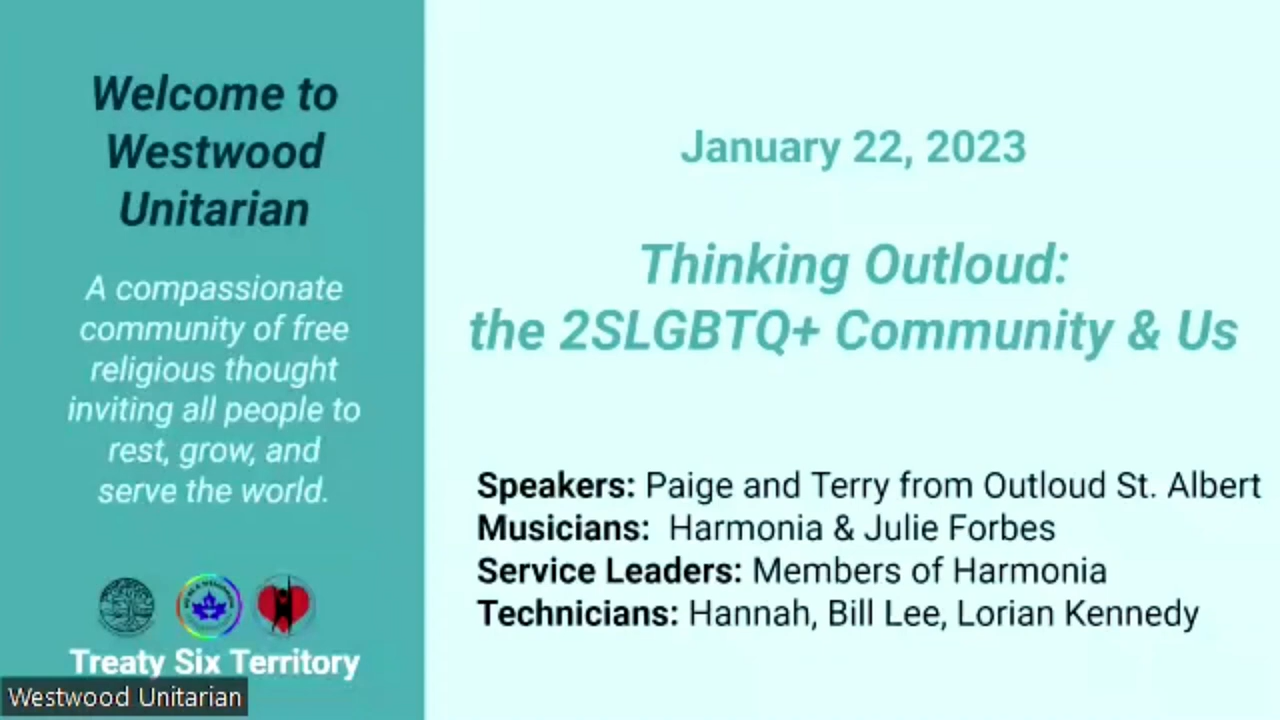 Welcome to
Westwood
Unitarian
A compassionate
community of free
religious thought
inviting all people to
rest, grow, and
serve the world.
Treaty Six Territory
Westwood Unitarian
January 22, 2023
Thinking Outloud:
the 2SLGBTQ+ Community & Us
Speakers: Paige and Terry from Outloud St. Albert
Musicians: Harmonia & Julie Forbes
Service Leaders: Members of Harmonia
Technicians: Hannah, Bill Lee, Lorian Kennedy